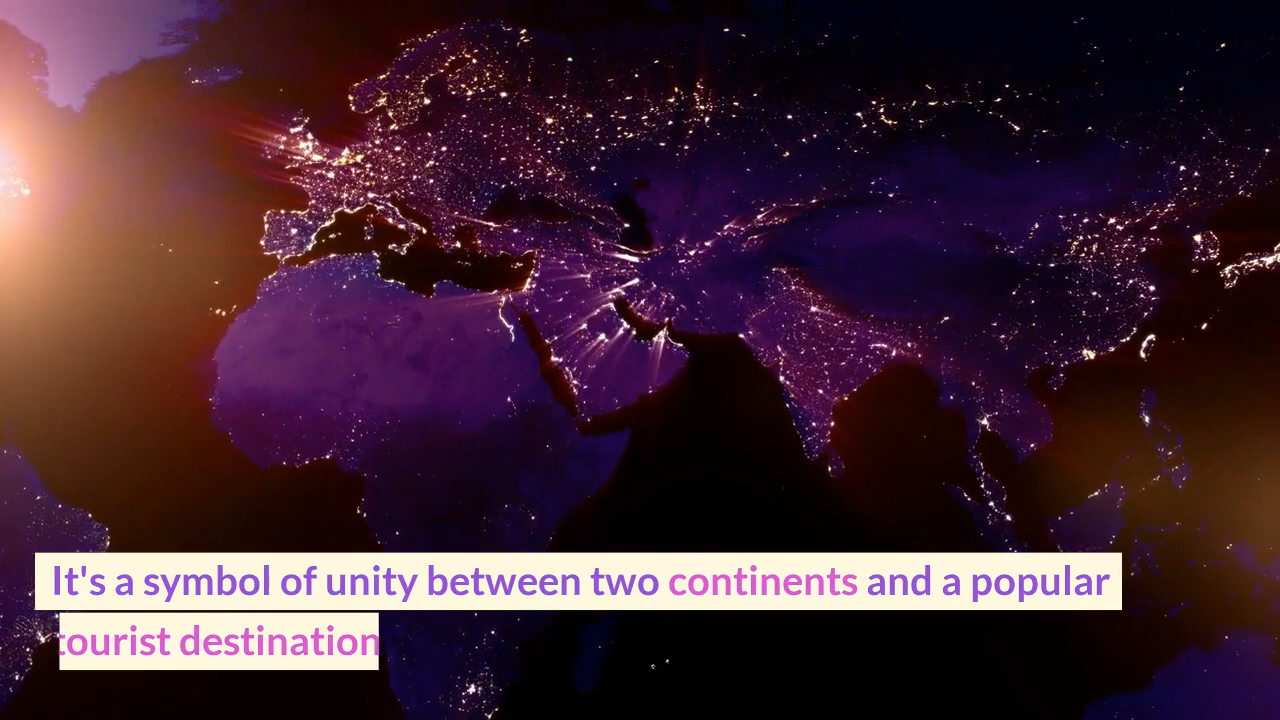 It's a symbol of unity between two continents and a popular
tourist destination